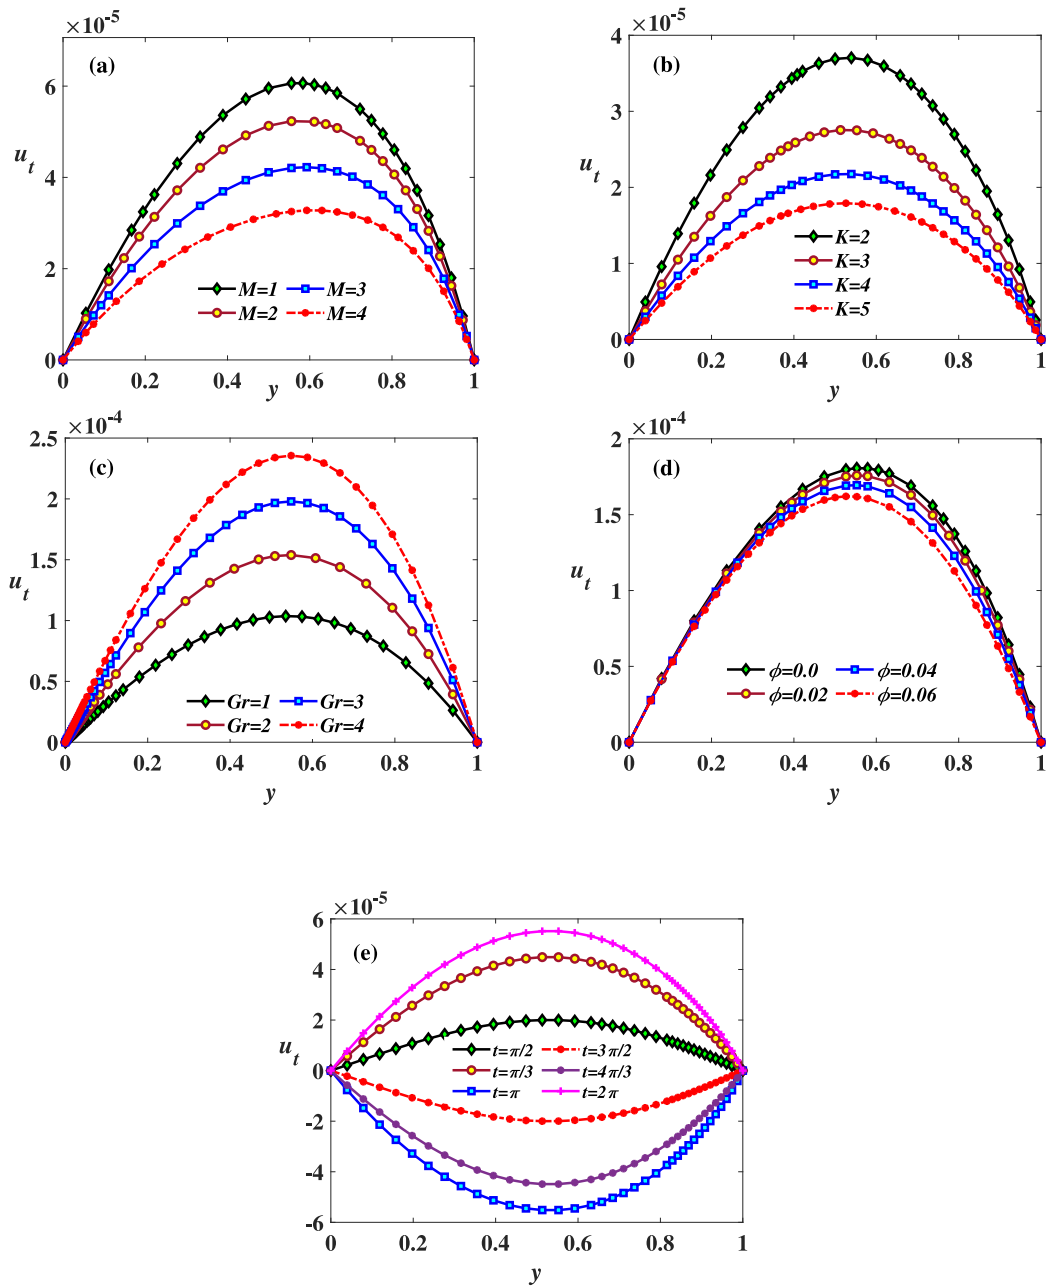 ×10⁻⁵
(a)
6
4
2
0
u_t
M=1 M=3
M=2 M=4
0 0.2 0.4 0.6 0.8 1
y
×10⁻⁵
(b)
4
3
2
1
0
u_t
K=2
K=3
K=4
K=5
0 0.2 0.4 0.6 0.8 1
y
×10⁻⁴
(c)
2.5
2
1.5
1
0.5
0
u_t
Gr=1 Gr=3
Gr=2 Gr=4
0 0.2 0.4 0.6 0.8 1
y
×10⁻⁴
(d)
2
1.5
1
0.5
0
u_t
ϕ=0.0 ϕ=0.04
ϕ=0.02 ϕ=0.06
0 0.2 0.4 0.6 0.8 1
y
×10⁻⁵
(e)
6
4
2
0
-2
-4
-6
u_t
t=π/2 t=3π/2
t=π/3 t=4π/3
t=π t=2π
0 0.2 0.4 0.6 0.8 1
y